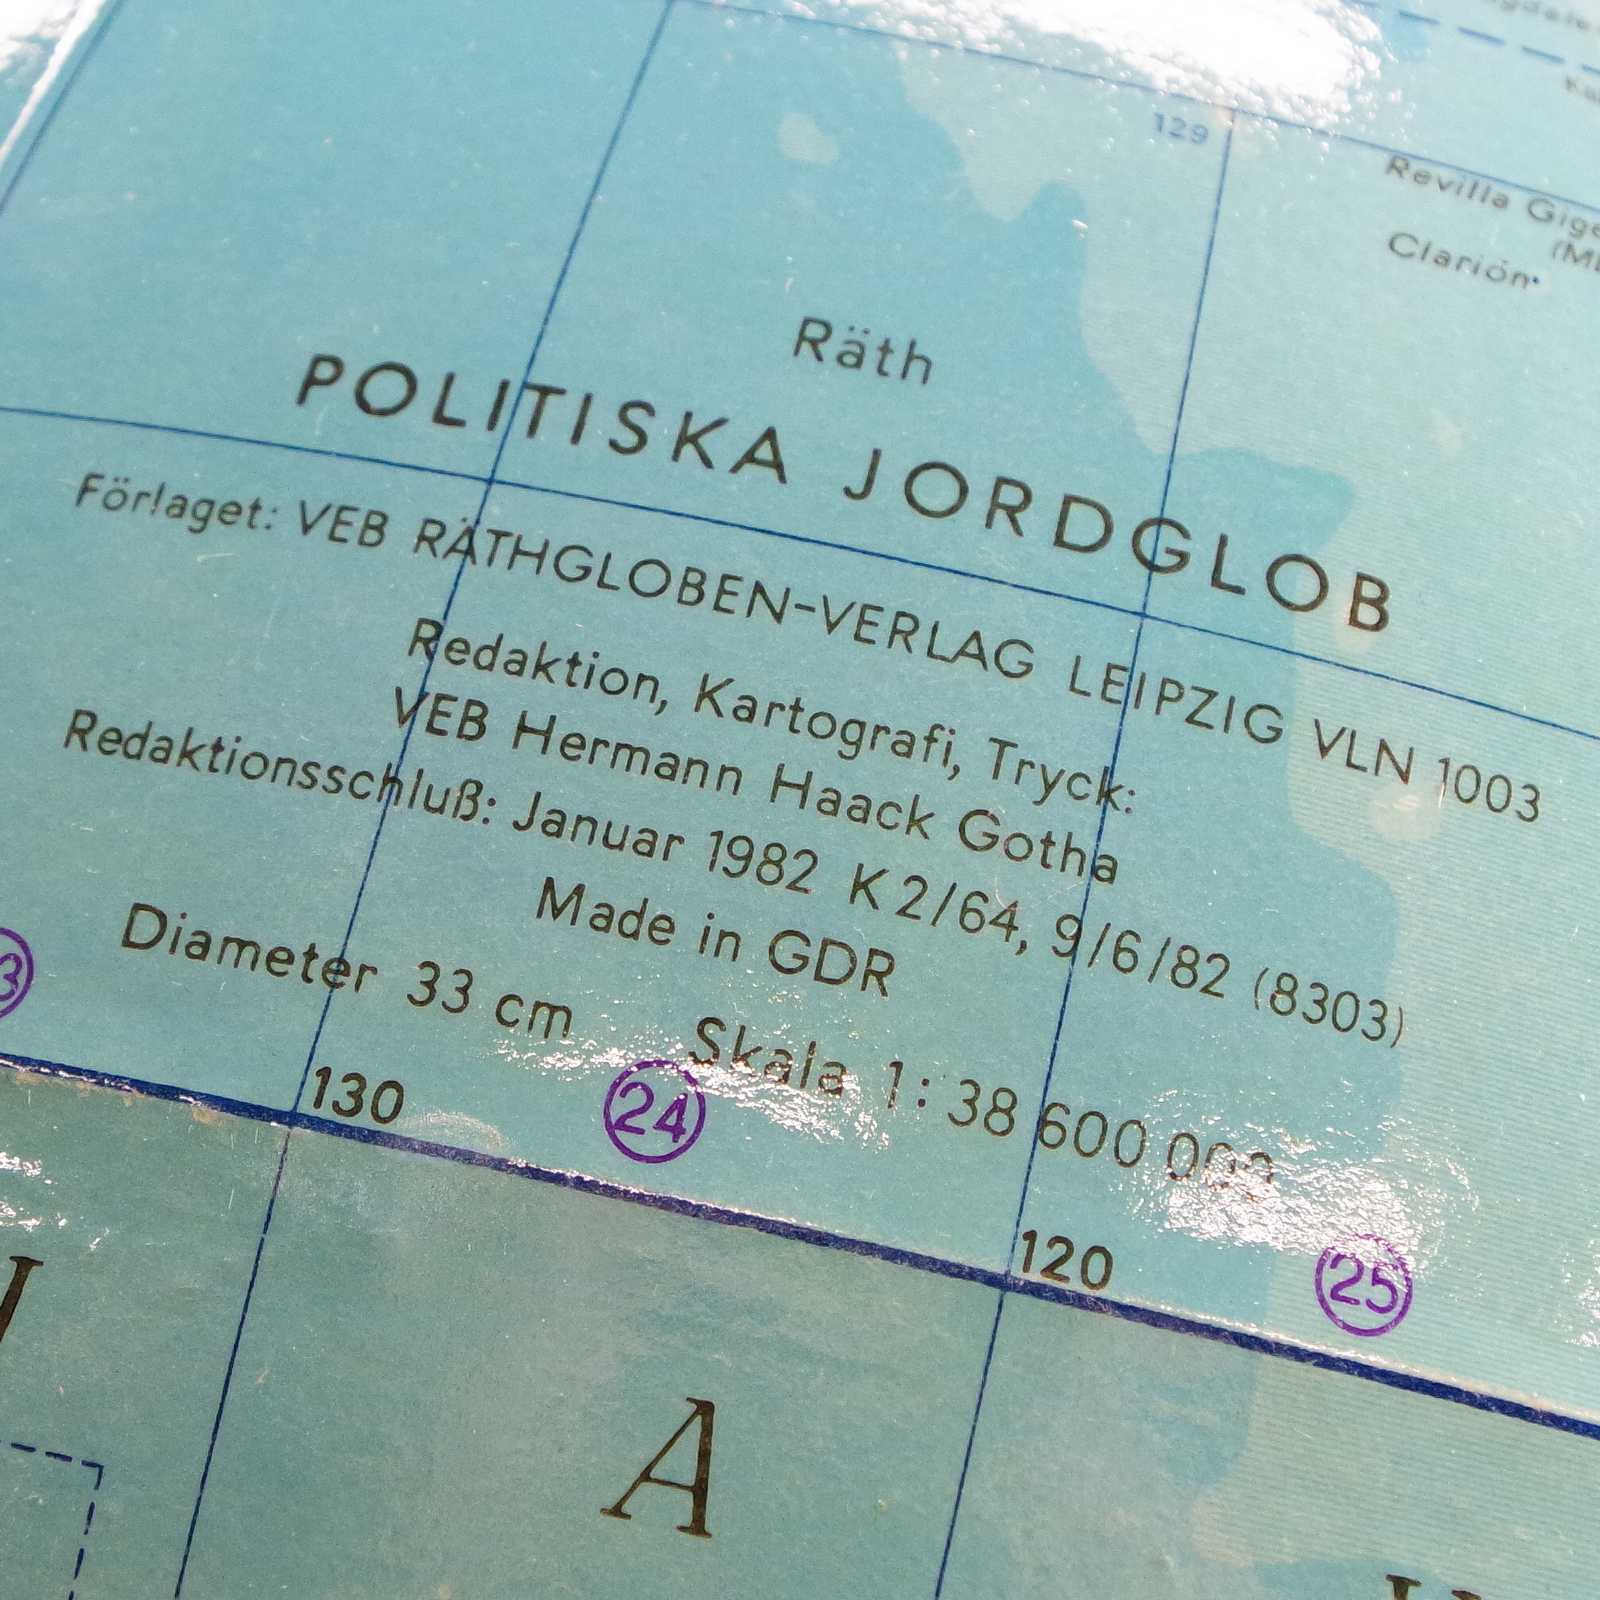 129
Revilla
Clarión
Räth
POLITISKA JORDGLOB
Förlaget: VEB RÄTHGLOBEN-VERLAG LEIPZIG VLN 1003
Redaktion, Kartografi, Tryck:
VEB Hermann Haack Gotha
Redaktionsschluß: Januar 1982 K 2/64, 9/6/82 (8303)
Made in GDR
Diameter 33 cm Skala 1: 38 600 000
130 24
120 25
A